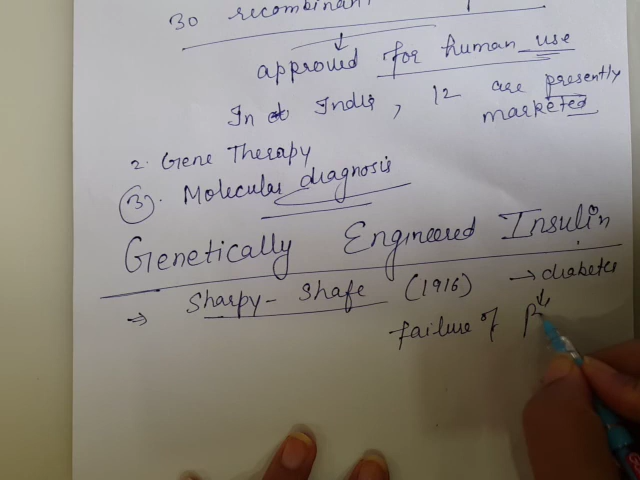 30 recombinant
approved for human use
In India, 12 are presently
marketed
2. Gene Therapy
3). Molecular diagnosis
Genetically Engineered Insulin
⇒ Sharpy-Shafe (1916) → diabetes
↓
failure of β